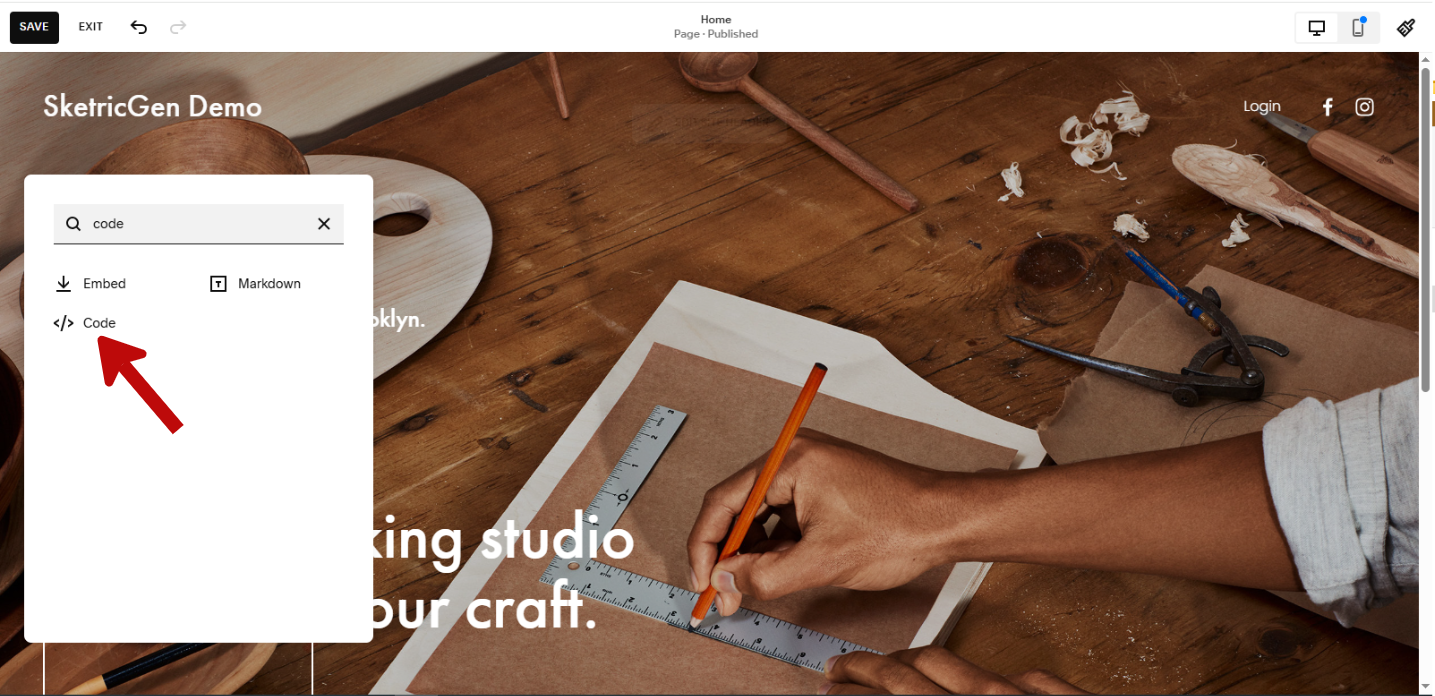 SAVE
EXIT
Home
Page · Published
SketricGen Demo
Login
code
Embed
Markdown
Code
oklyn.
king studio
our craft.